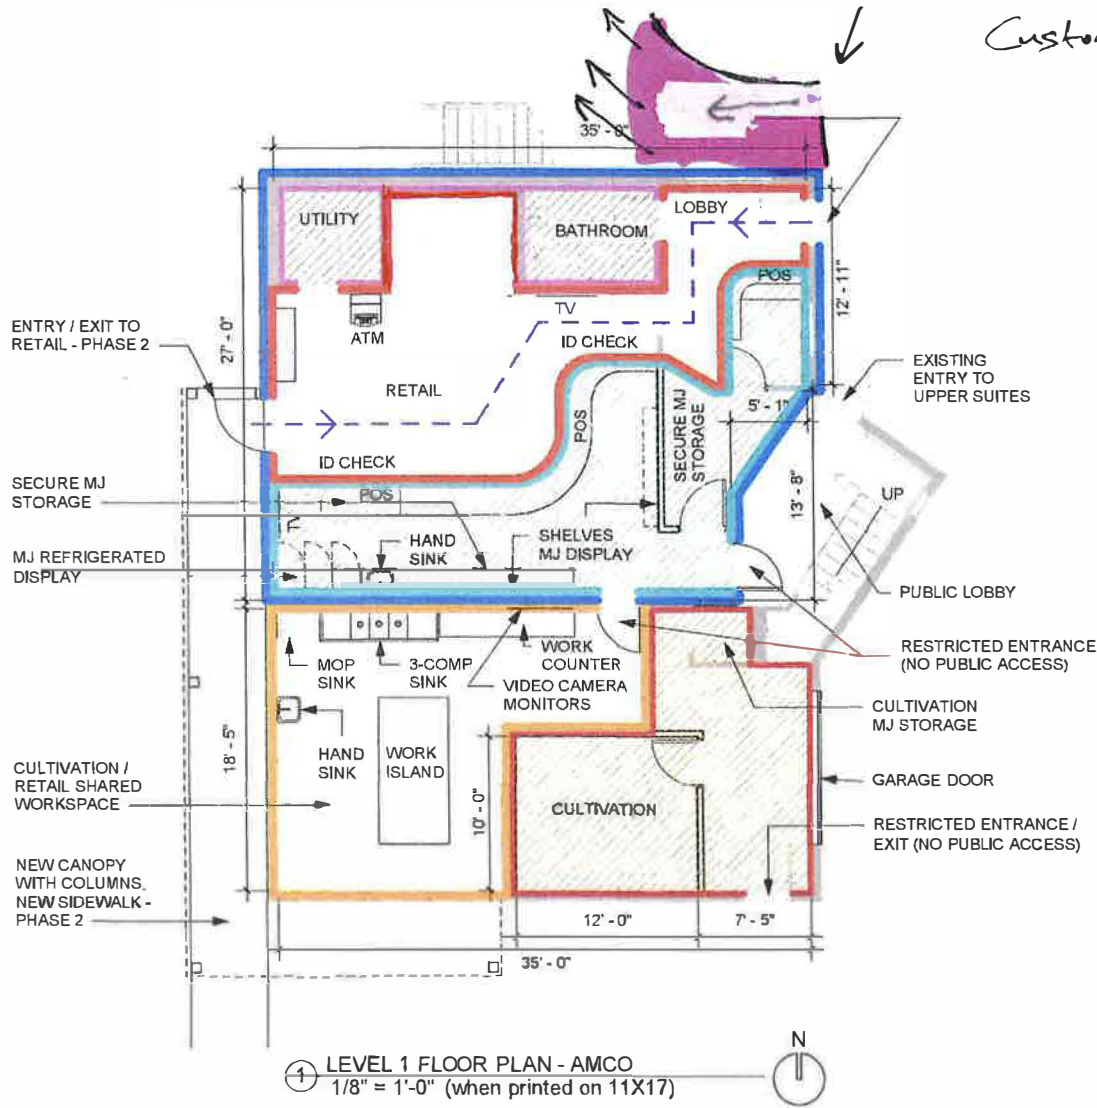 35' - 0"
UTILITY
BATHROOM
LOBBY
POS
12' - 11"
27' - 0"
TV
ENTRY / EXIT TO
RETAIL - PHASE 2
ATM
ID CHECK
RETAIL
EXISTING
ENTRY TO
UPPER SUITES
5' - 1"
POS
SECURE MJ
STORAGE
ID CHECK
SECURE MJ
STORAGE
POS
TV
HAND
SINK
SHELVES
MJ DISPLAY
13' - 8"
UP
MJ REFRIGERATED
DISPLAY
PUBLIC LOBBY
MOP
SINK
3-COMP
SINK
WORK
COUNTER
VIDEO CAMERA
MONITORS
RESTRICTED ENTRANCE
(NO PUBLIC ACCESS)
CULTIVATION
MJ STORAGE
18' - 5"
HAND
SINK
WORK
ISLAND
CULTIVATION /
RETAIL SHARED
WORKSPACE
10' - 0"
CULTIVATION
GARAGE DOOR
RESTRICTED ENTRANCE /
EXIT (NO PUBLIC ACCESS)
NEW CANOPY
WITH COLUMNS,
NEW SIDEWALK -
PHASE 2
12' - 0"
7' - 5"
35' - 0"
1
LEVEL 1 FLOOR PLAN - AMCO
1/8" = 1'-0" (when printed on 11X17)
N